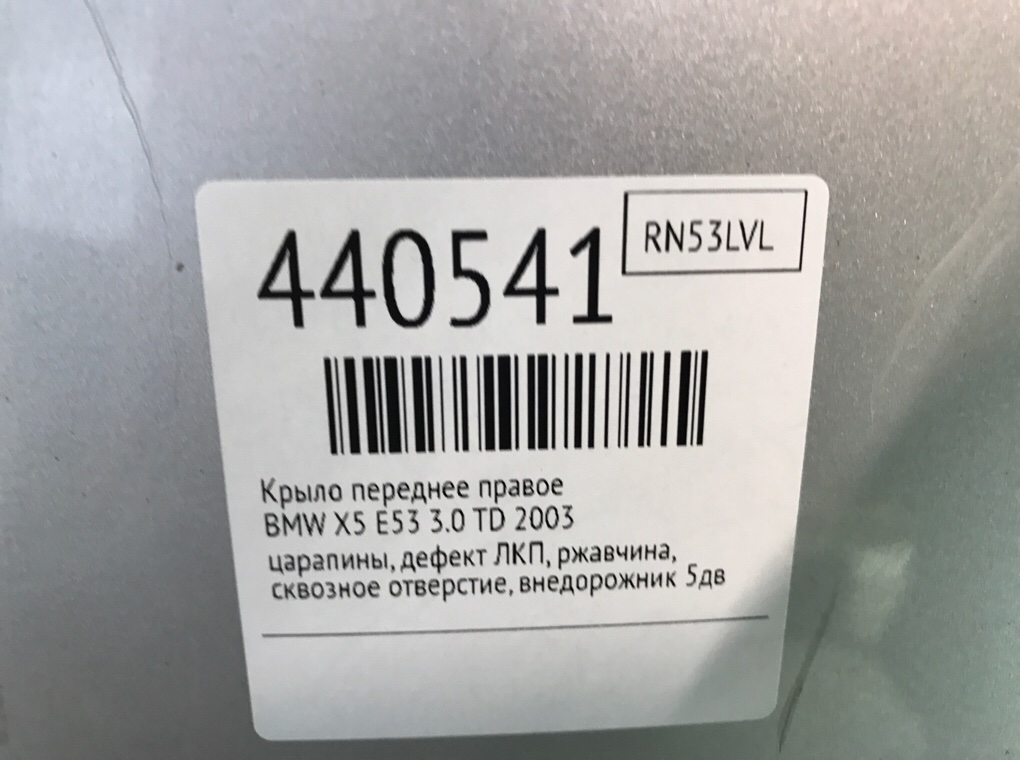 440541
RN53LVL
Крыло переднее правое
BMW X5 E53 3.0 TD 2003
царапины, дефект ЛКП, ржавчина,
сквозное отверстие, внедорожник 5дв